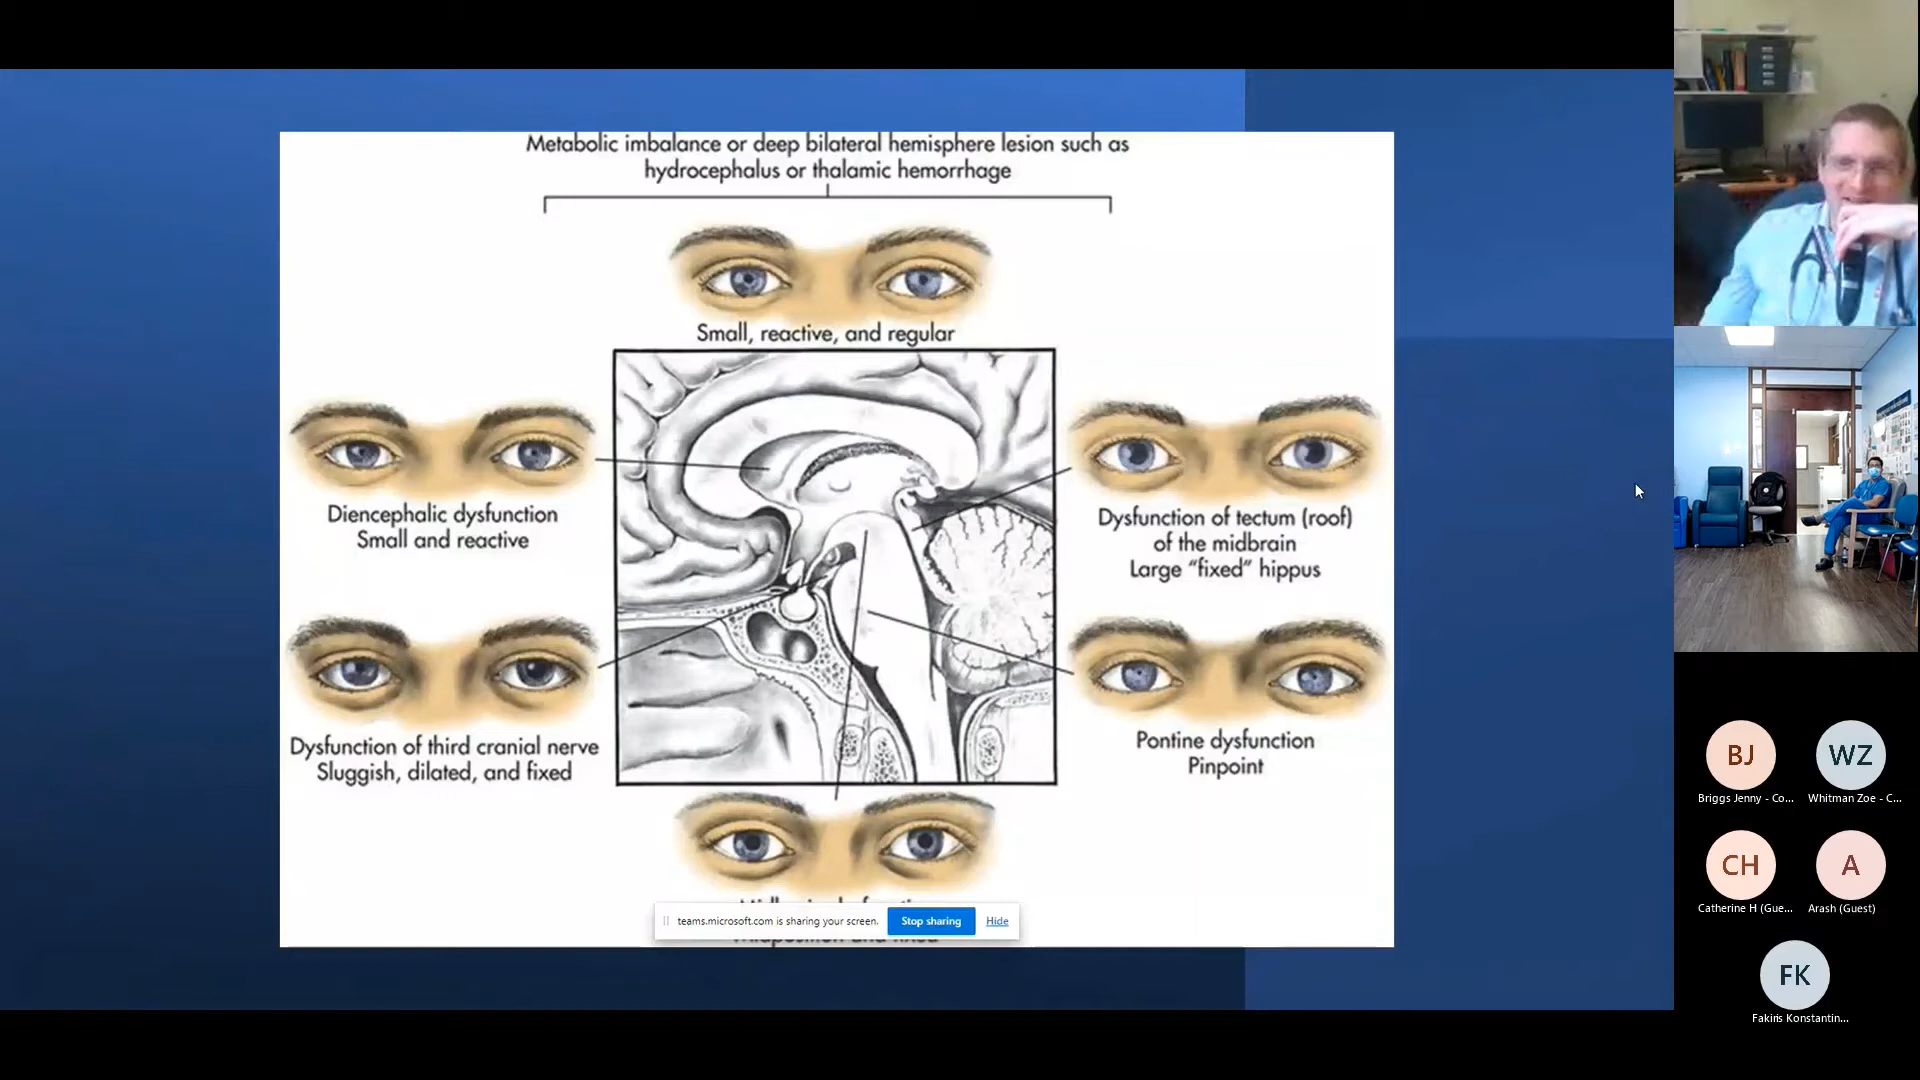 Metabolic imbalance or deep bilateral hemisphere lesion such as
hydrocephalus or thalamic hemorrhage
Small, reactive, and regular
Diencephalic dysfunction
Small and reactive
Dysfunction of tectum (roof)
of the midbrain
Large “fixed” hippus
Dysfunction of third cranial nerve
Sluggish, dilated, and fixed
Pontine dysfunction
Pinpoint
teams.microsoft.com is sharing your screen.
Stop sharing
Hide
BJ
Briggs Jenny - Co...
WZ
Whitman Zoe - C...
CH
Catherine H (Gue...
A
Arash (Guest)
FK
Fakiris Konstantin...